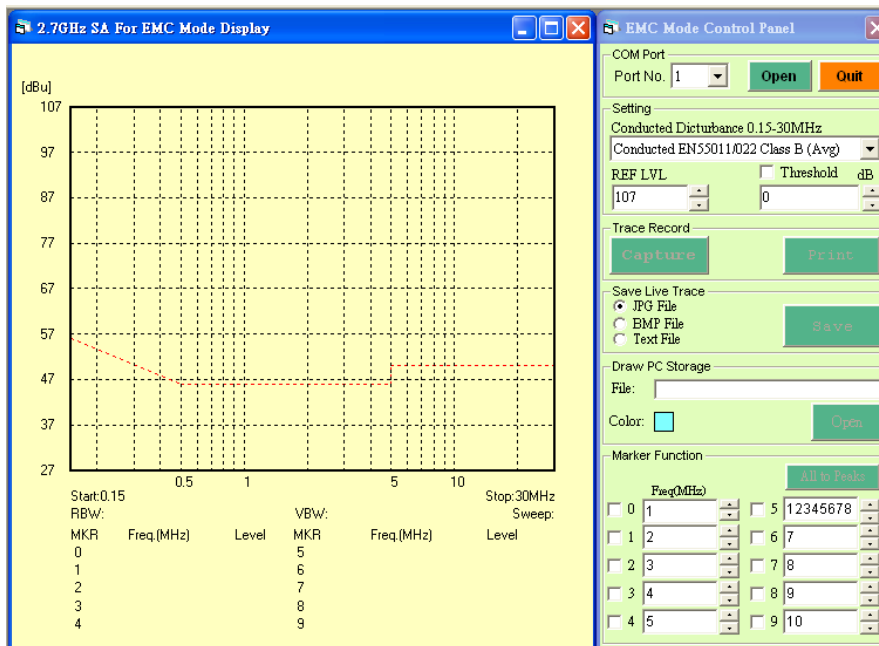 2.7GHz SA For EMC Mode Display
[dBu]
107
97
87
77
67
57
47
37
27
0.5 1 5 10
Start:0.15 Stop:30MHz
RBW: VBW: Sweep:
MKR Freq.(MHz) Level MKR Freq.(MHz) Level
0 5
1 6
2 7
3 8
4 9
EMC Mode Control Panel
COM Port
Port No. 1 Open Quit
Setting
Conducted Dicturbance 0.15-30MHz
Conducted EN55011/022 Class B (Avg)
REF LVL Threshold dB
107 0
Trace Record
Capture Print
Save Live Trace
JPG File
BMP File
Text File
Save
Draw PC Storage
File:
Color: Open
Marker Function
All to Peaks
Freq(MHz)
0 1 5 12345678
1 2 6 7
2 3 7 8
3 4 8 9
4 5 9 10